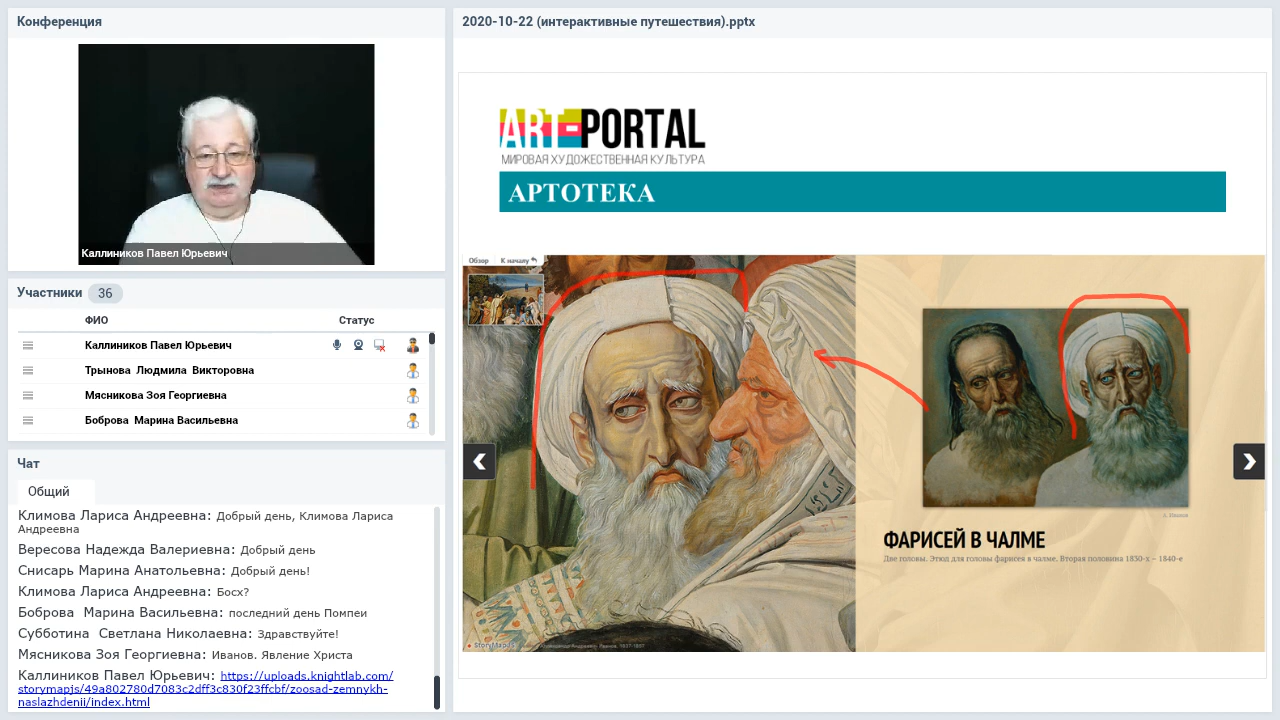 Конференция
Каллиников Павел Юрьевич
Участники 36
ФИО Статус
Каллиников Павел Юрьевич
Трынова Людмила Викторовна
Мясникова Зоя Георгиевна
Боброва Марина Васильевна
Чат
Общий
Климова Лариса Андреевна: Добрый день, Климова Лариса
Андреевна
Вересова Надежда Валериевна: Добрый день
Снисарь Марина Анатольевна: Добрый день!
Климова Лариса Андреевна: Босх?
Боброва Марина Васильевна: последний день Помпеи
Субботина Светлана Николаевна: Здравствуйте!
Мясникова Зоя Георгиевна: Иванов. Явление Христа
Каллиников Павел Юрьевич: https://uploads.knightlab.com/
storymapjs/49a802780d7083c2dff3c830f23ffcbf/zoosad-zemnykh-
naslazhdenii/index.html
2020-10-22 (интерактивные путешествия).pptx
ART-PORTAL
МИРОВАЯ ХУДОЖЕСТВЕННАЯ КУЛЬТУРА
АРТОТЕКА
Обзор К началу
ФАРИСЕЙ В ЧАЛМЕ
Две головы. Этюд для головы фарисея в чалме. Вторая половина 1830-х – 1840-е
StoryMapJS